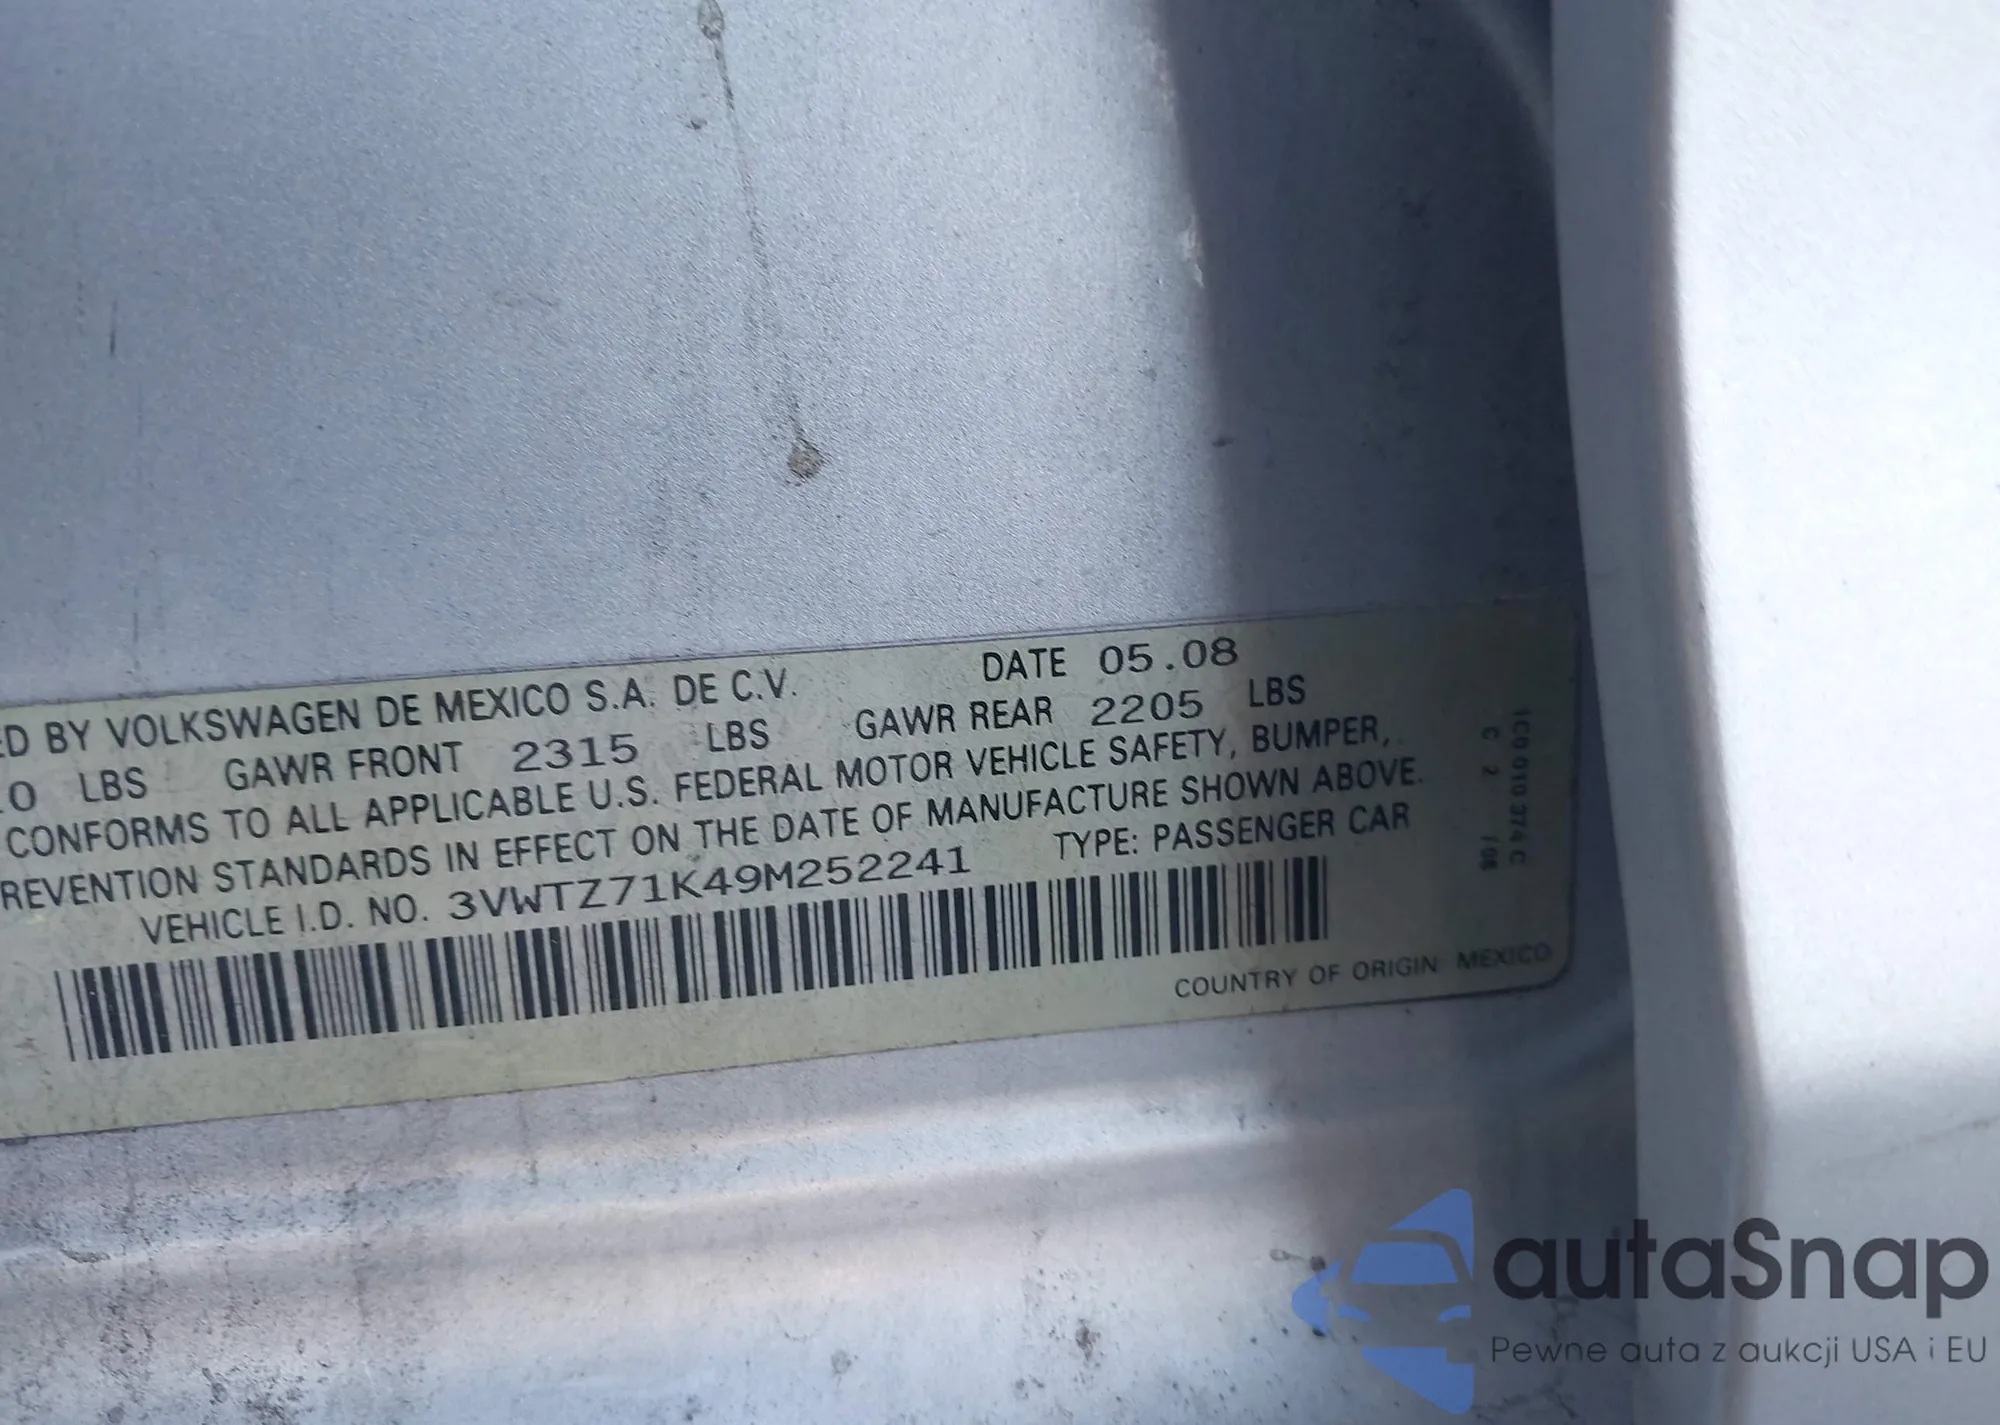 ED BY VOLKSWAGEN DE MEXICO S.A. DE C.V. DATE 05.08
0 LBS GAWR FRONT 2315 LBS GAWR REAR 2205 LBS
CONFORMS TO ALL APPLICABLE U.S. FEDERAL MOTOR VEHICLE SAFETY, BUMPER,
REVENTION STANDARDS IN EFFECT ON THE DATE OF MANUFACTURE SHOWN ABOVE.
VEHICLE I.D. NO. 3VWTZ71K49M252241 TYPE: PASSENGER CAR
COUNTRY OF ORIGIN: MEXICO
autaSnap
Pewne auta z aukcji USA i EU